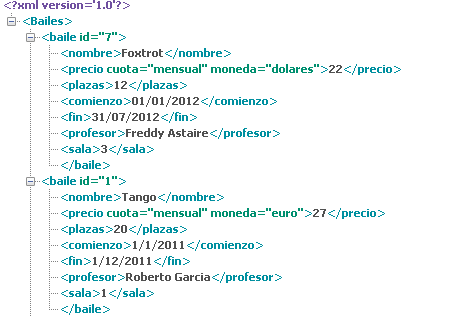 <?xml version='1.0'?>
<Bailes>
<baile id="7">
<nombre>Foxtrot</nombre>
<precio cuota="mensual" moneda="dolares">22</precio>
<plazas>12</plazas>
<comienzo>01/01/2012</comienzo>
<fin>31/07/2012</fin>
<profesor>Freddy Astaire</profesor>
<sala>3</sala>
</baile>
<baile id="1">
<nombre>Tango</nombre>
<precio cuota="mensual" moneda="euro">27</precio>
<plazas>20</plazas>
<comienzo>1/1/2011</comienzo>
<fin>1/12/2011</fin>
<profesor>Roberto Garcia</profesor>
<sala>1</sala>
</baile>